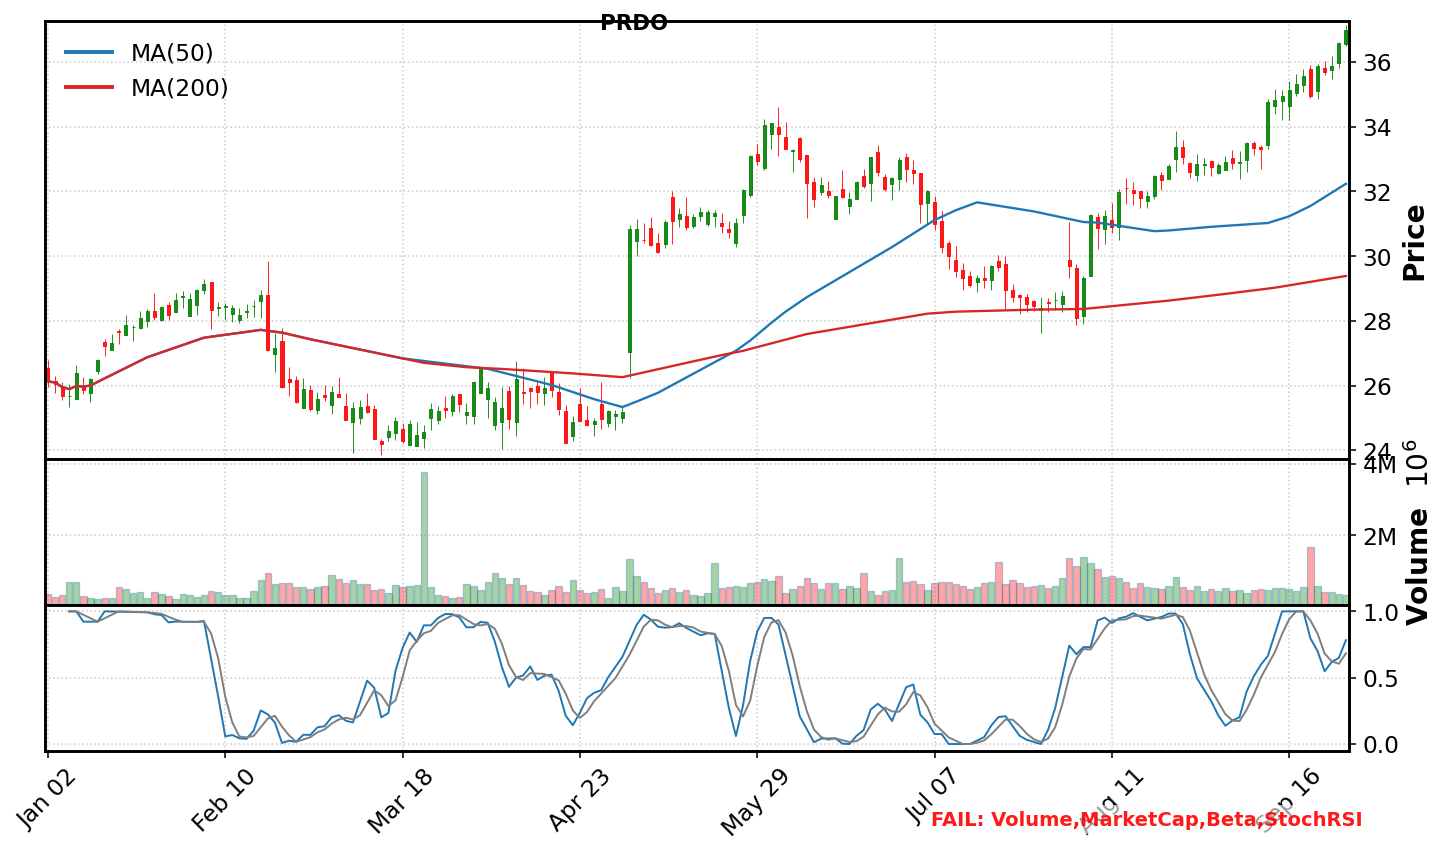 PRDO
MA(50)
MA(200)
36
34
32
30
28
26
24
Price
4M
2M
Volume 10^6
1.0
0.5
0.0
Jan 02
Feb 10
Mar 18
Apr 23
May 29
Jul 07
Aug 11
Sep 16
FAIL: Volume,MarketCap,Beta,StochRSI